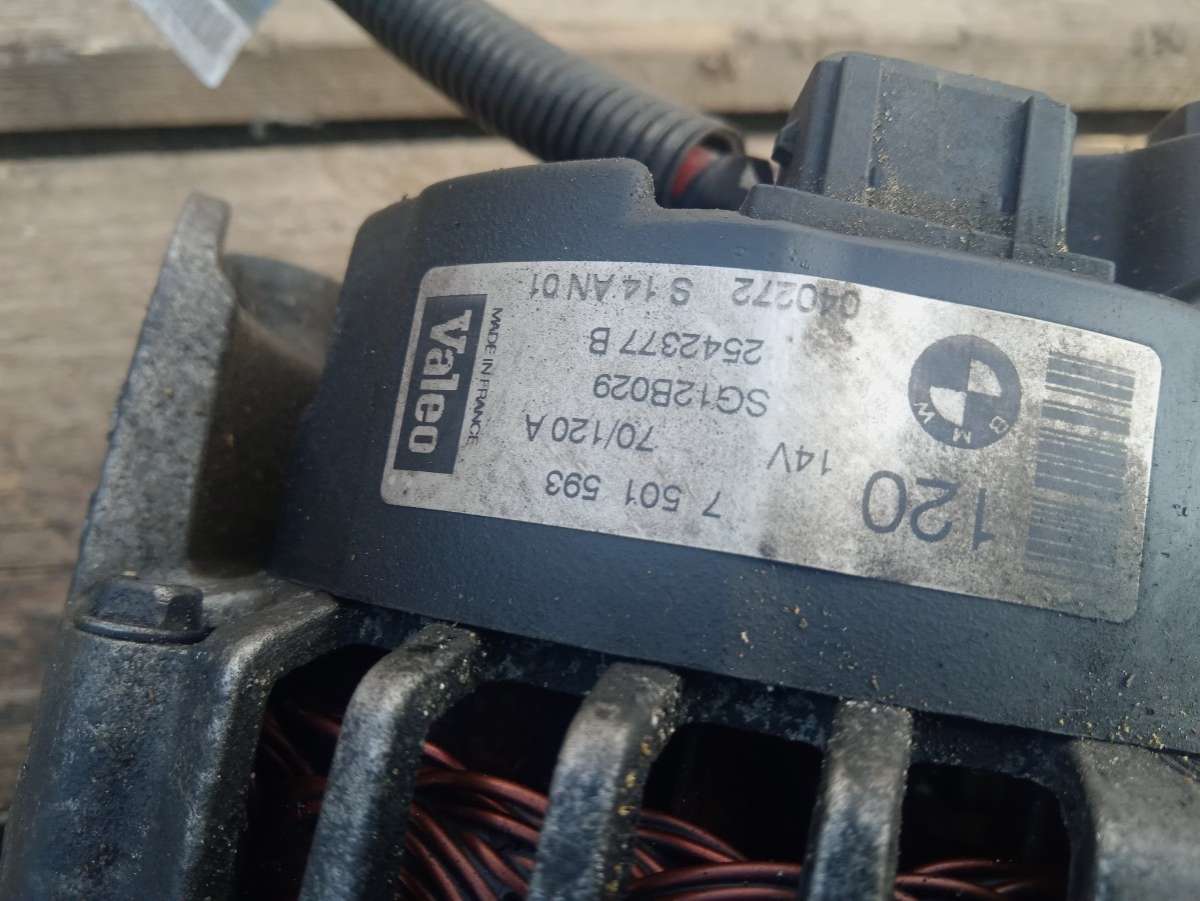 120
7 501 593
14V 70/120 A
SG12B029
2542377 B
040272 S 14 AN 01
BMW
Valeo
MADE IN FRANCE